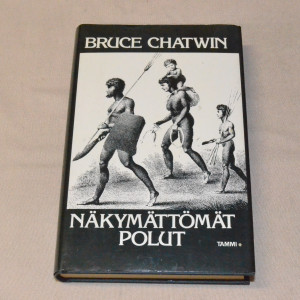 BRUCE CHATWIN
NÄKYMÄTTÖMÄT
POLUT
TAMMI